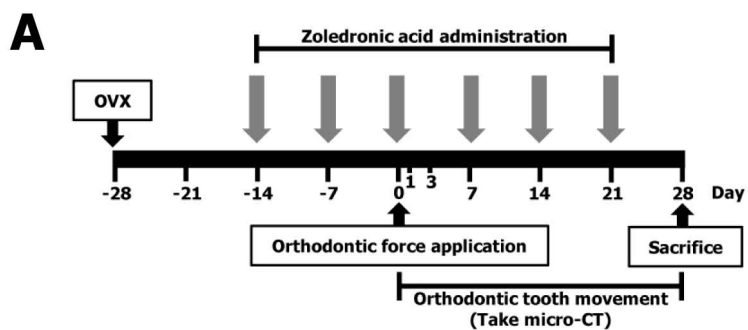 A
Zoledronic acid administration
OVX
-28 -21 -14 -7 0 1 3 7 14 21 28 Day
Orthodontic force application
Sacrifice
Orthodontic tooth movement
(Take micro-CT)